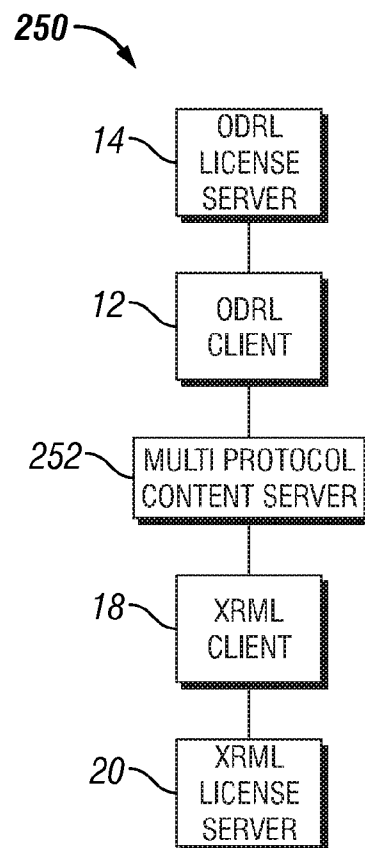 250
14
ODRL
LICENSE
SERVER
12
ODRL
CLIENT
252
MULTI PROTOCOL
CONTENT SERVER
18
XRML
CLIENT
20
XRML
LICENSE
SERVER